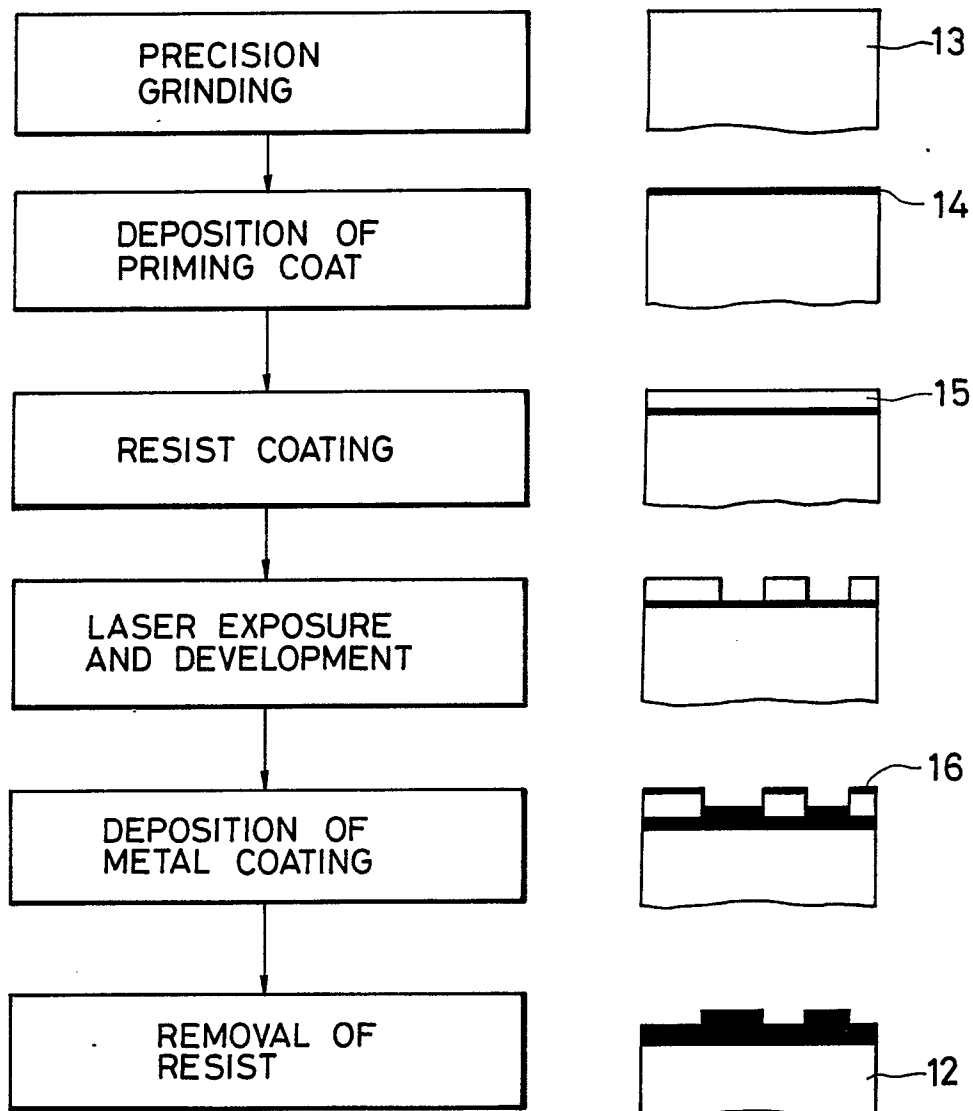 PRECISION
GRINDING
13
DEPOSITION OF
PRIMING COAT
14
RESIST COATING
15
LASER EXPOSURE
AND DEVELOPMENT
DEPOSITION OF
METAL COATING
16
REMOVAL OF
RESIST
12